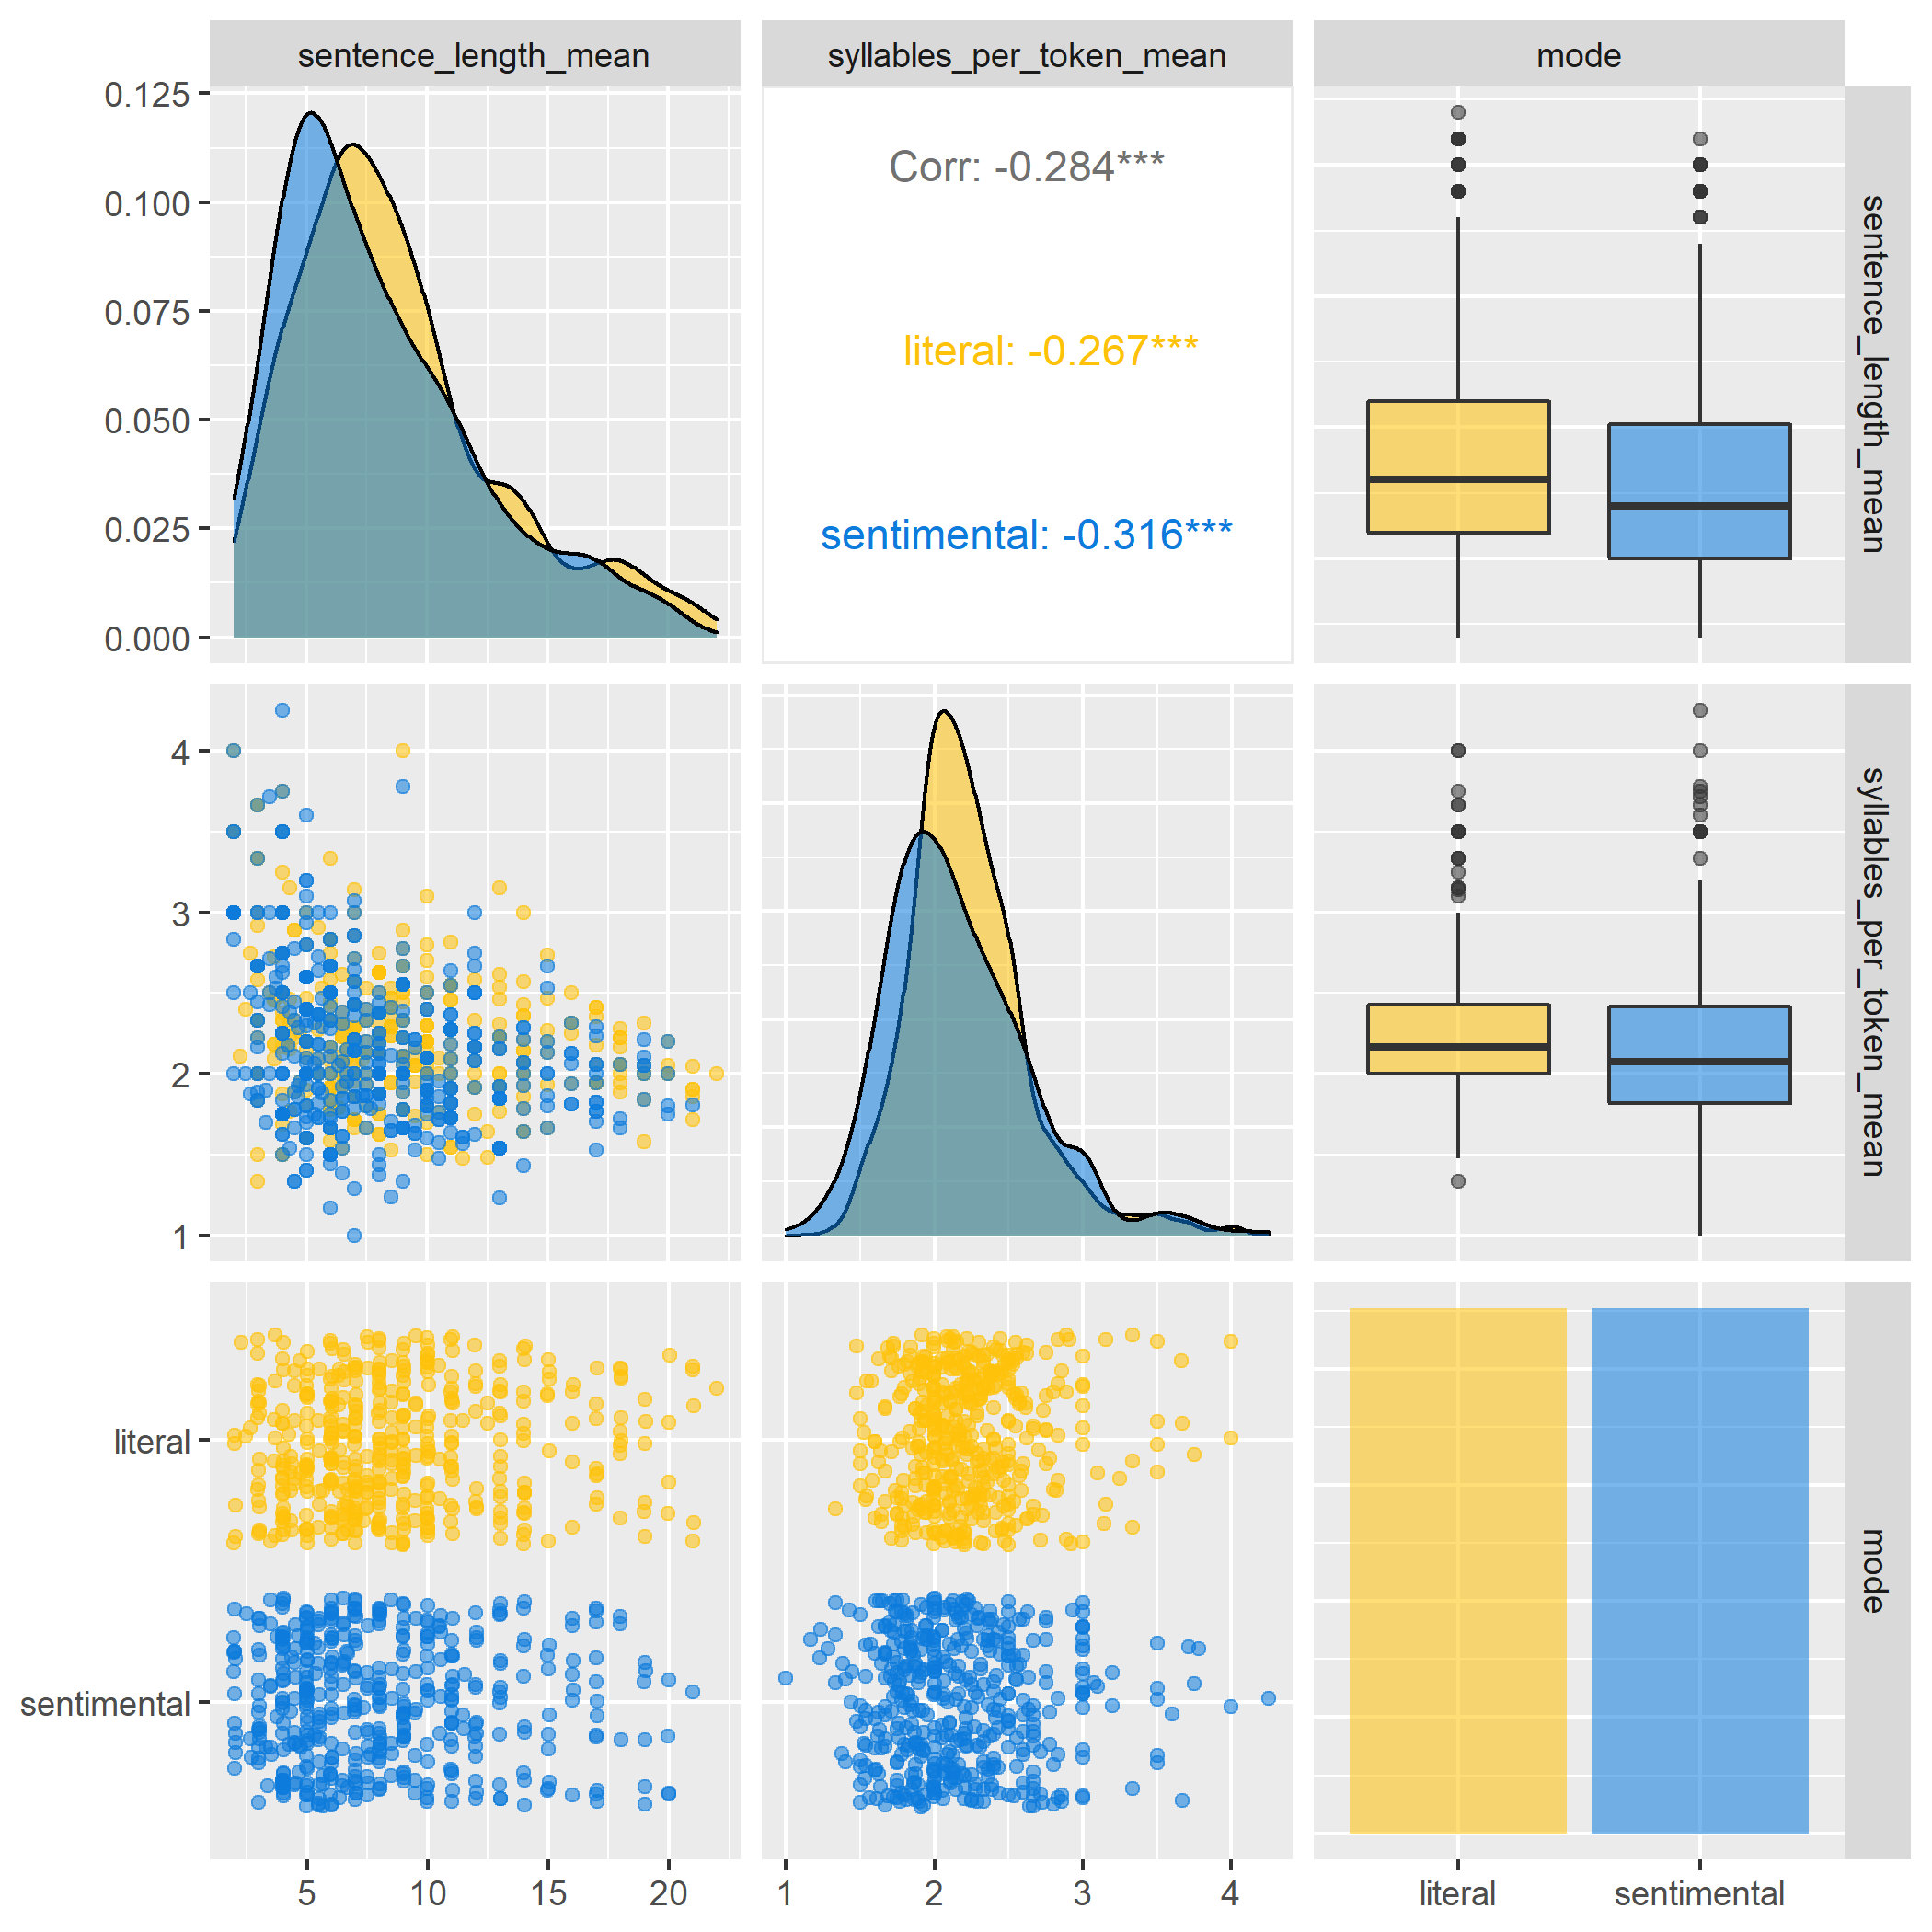 sentence_length_mean
syllables_per_token_mean
mode
0.125
0.100
0.075
0.050
0.025
0.000
Corr: -0.284***
literal: -0.267***
sentimental: -0.316***
sentence_length_mean
4
3
2
1
syllables_per_token_mean
literal
sentimental
mode
5 10 15 20
1 2 3 4
literal sentimental